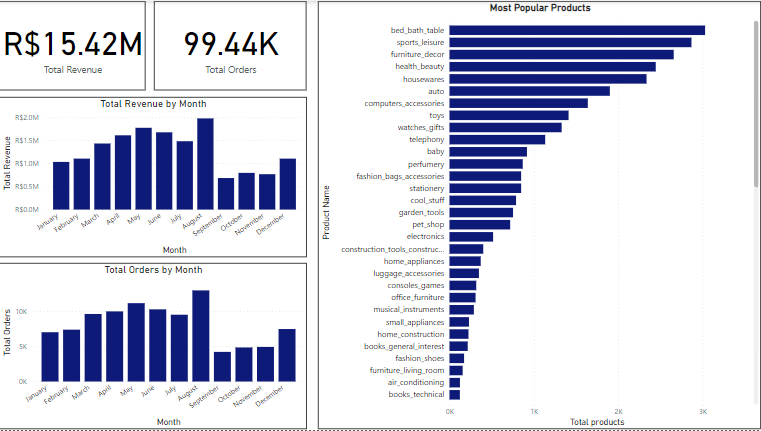 R$15.42M
Total Revenue
99.44K
Total Orders
Total Revenue by Month
Total Revenue
R$2.0M
R$1.5M
R$1.0M
R$0.5M
R$0.0M
January
February
March
April
May
June
July
August
September
October
November
December
Month
Total Orders by Month
Total Orders
10K
5K
0K
January
February
March
April
May
June
July
August
September
October
November
December
Month
Most Popular Products
Product Name
bed_bath_table
sports_leisure
furniture_decor
health_beauty
housewares
auto
computers_accessories
toys
watches_gifts
telephony
baby
perfumery
fashion_bags_accessories
stationery
cool_stuff
garden_tools
pet_shop
electronics
construction_tools_construc...
home_appliances
luggage_accessories
consoles_games
office_furniture
musical_instruments
small_appliances
home_construction
books_general_interest
fashion_shoes
furniture_living_room
air_conditioning
books_technical
0K 1K 2K 3K
Total products